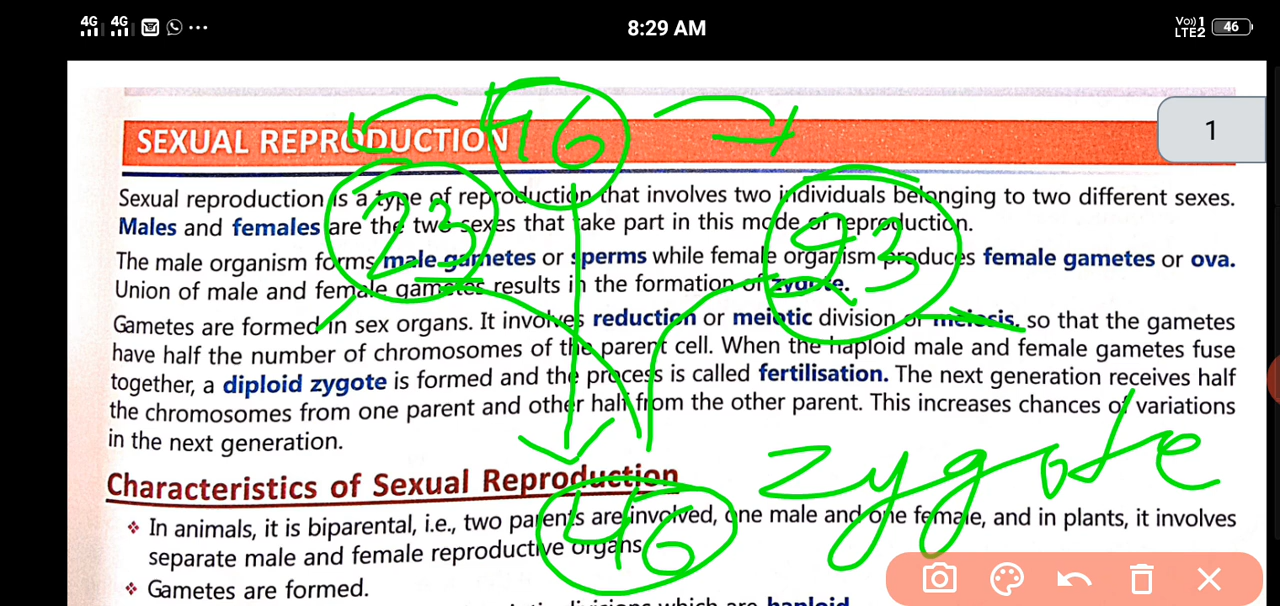 4G 4G 8:29 AM Vo)) 1 LTE2 46
1
SEXUAL REPRODUCTION
46
Sexual reproduction is a type of reproduction that involves two individuals belonging to two different sexes.
23 23
Males and females are the two sexes that take part in this mode of reproduction.
The male organism forms male gametes or sperms while female organism produces female gametes or ova.
Union of male and female gametes results in the formation of zygote.
Gametes are formed in sex organs. It involves reduction or meiotic division or meiosis, so that the gametes
have half the number of chromosomes of the parent cell. When the haploid male and female gametes fuse
together, a diploid zygote is formed and the process is called fertilisation. The next generation receives half
the chromosomes from one parent and other half from the other parent. This increases chances of variations
in the next generation.
zygote
Characteristics of Sexual Reproduction
❖ In animals, it is biparental, i.e., two parents are involved, one male and one female, and in plants, it involves
46
separate male and female reproductive organs
❖ Gametes are formed.
which are haploid